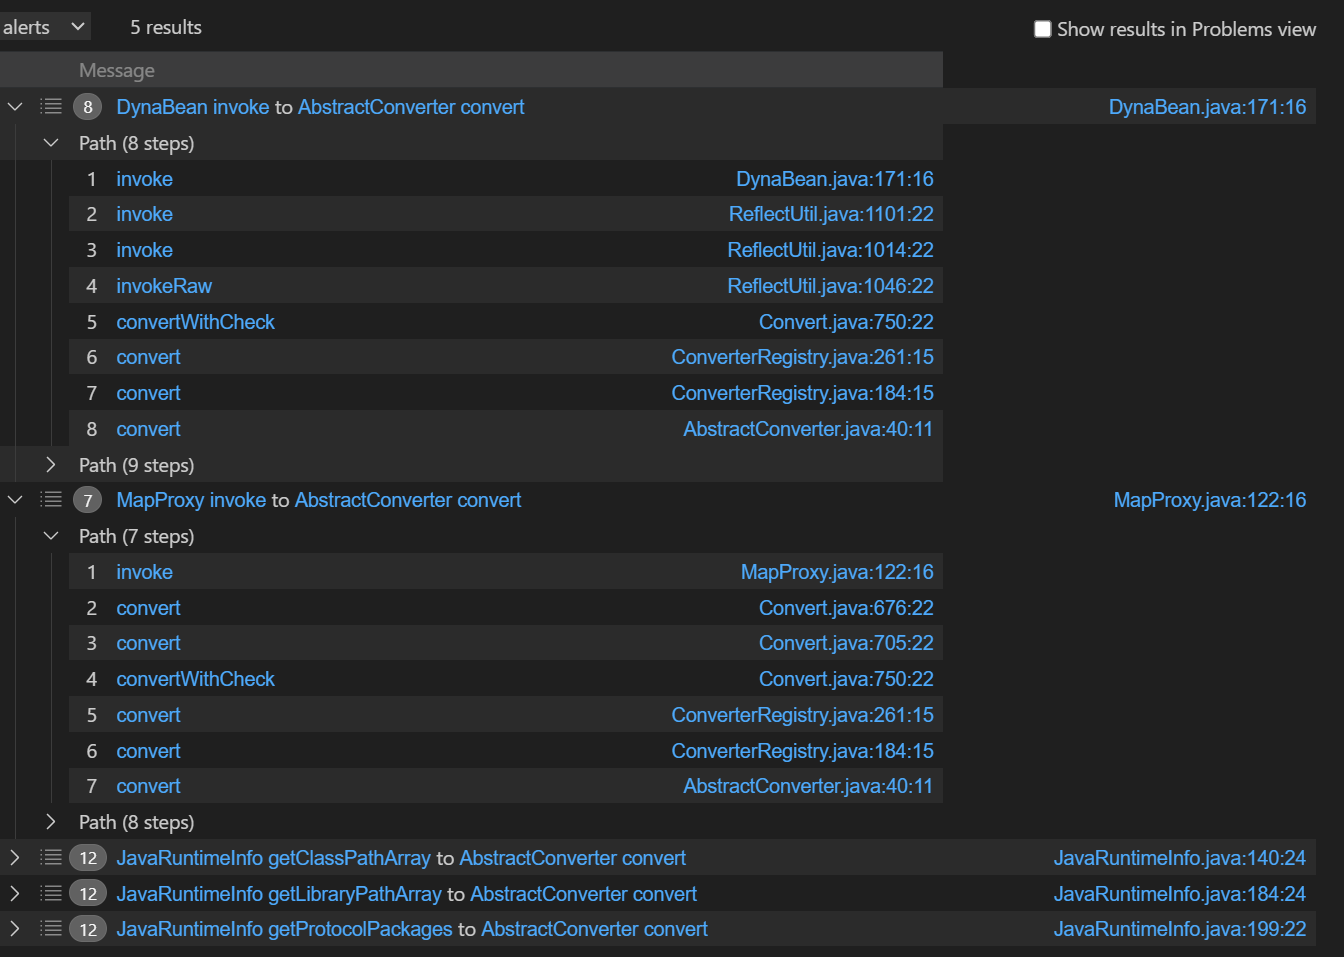 alerts 5 results Show results in Problems view
Message
8 DynaBean invoke to AbstractConverter convert DynaBean.java:171:16
Path (8 steps)
1 invoke DynaBean.java:171:16
2 invoke ReflectUtil.java:1101:22
3 invoke ReflectUtil.java:1014:22
4 invokeRaw ReflectUtil.java:1046:22
5 convertWithCheck Convert.java:750:22
6 convert ConverterRegistry.java:261:15
7 convert ConverterRegistry.java:184:15
8 convert AbstractConverter.java:40:11
Path (9 steps)
7 MapProxy invoke to AbstractConverter convert MapProxy.java:122:16
Path (7 steps)
1 invoke MapProxy.java:122:16
2 convert Convert.java:676:22
3 convert Convert.java:705:22
4 convertWithCheck Convert.java:750:22
5 convert ConverterRegistry.java:261:15
6 convert ConverterRegistry.java:184:15
7 convert AbstractConverter.java:40:11
Path (8 steps)
12 JavaRuntimeInfo getClassPathArray to AbstractConverter convert JavaRuntimeInfo.java:140:24
12 JavaRuntimeInfo getLibraryPathArray to AbstractConverter convert JavaRuntimeInfo.java:184:24
12 JavaRuntimeInfo getProtocolPackages to AbstractConverter convert JavaRuntimeInfo.java:199:22